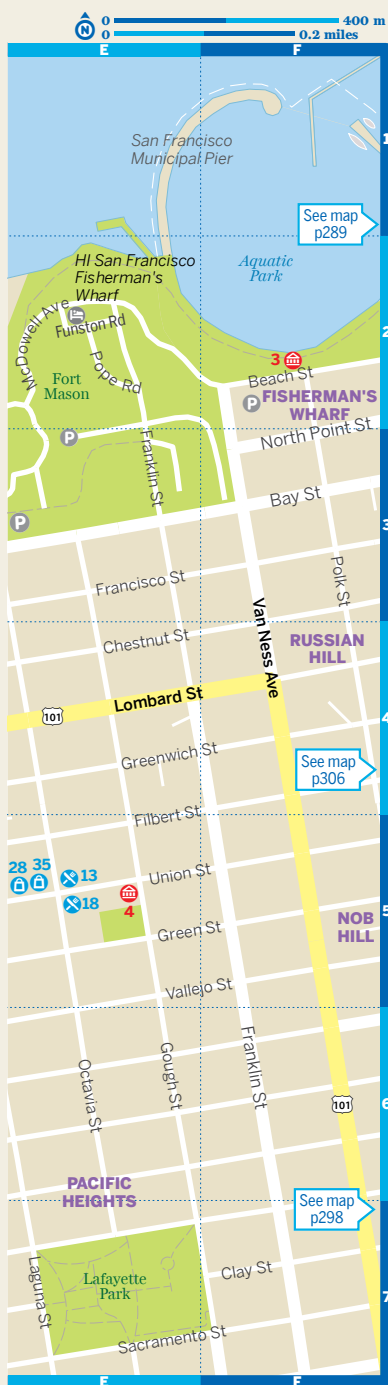 N
0
400 m
0
0.2 miles
E
F
1
San Francisco
Municipal Pier
See map
p289
HI San Francisco
Fisherman's
Wharf
Aquatic
Park
McDowell Ave
Funston Rd
2
Pope Rd
Fort
Mason
3
Beach St
P
FISHERMAN'S
WHARF
P
Franklin St
North Point St
P
Bay St
3
Francisco St
Polk St
Chestnut St
Van Ness Ave
RUSSIAN
HILL
Lombard St
101
4
Greenwich St
See map
p306
Filbert St
28
35
13
Union St
18
4
5
Green St
NOB
HILL
Vallejo St
Octavia St
Gough St
Franklin St
101
6
PACIFIC
HEIGHTS
See map
p298
Laguna St
Lafayette
Park
Clay St
7
Sacramento St
E
F